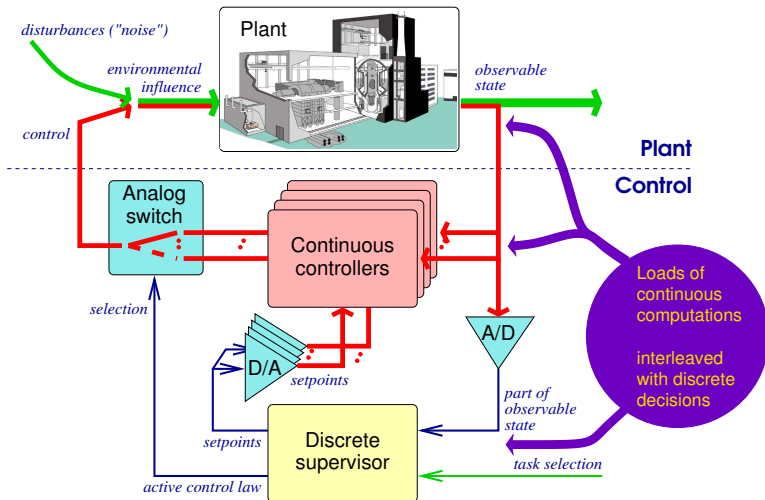 disturbances ("noise")
Plant
environmental
influence
observable
state
control
Plant
Control
Analog
switch
Continuous
controllers
Loads of
continuous
computations
interleaved
with discrete
decisions
selection
A/D
D/A
setpoints
part of
observable
state
setpoints
Discrete
supervisor
task selection
active control law